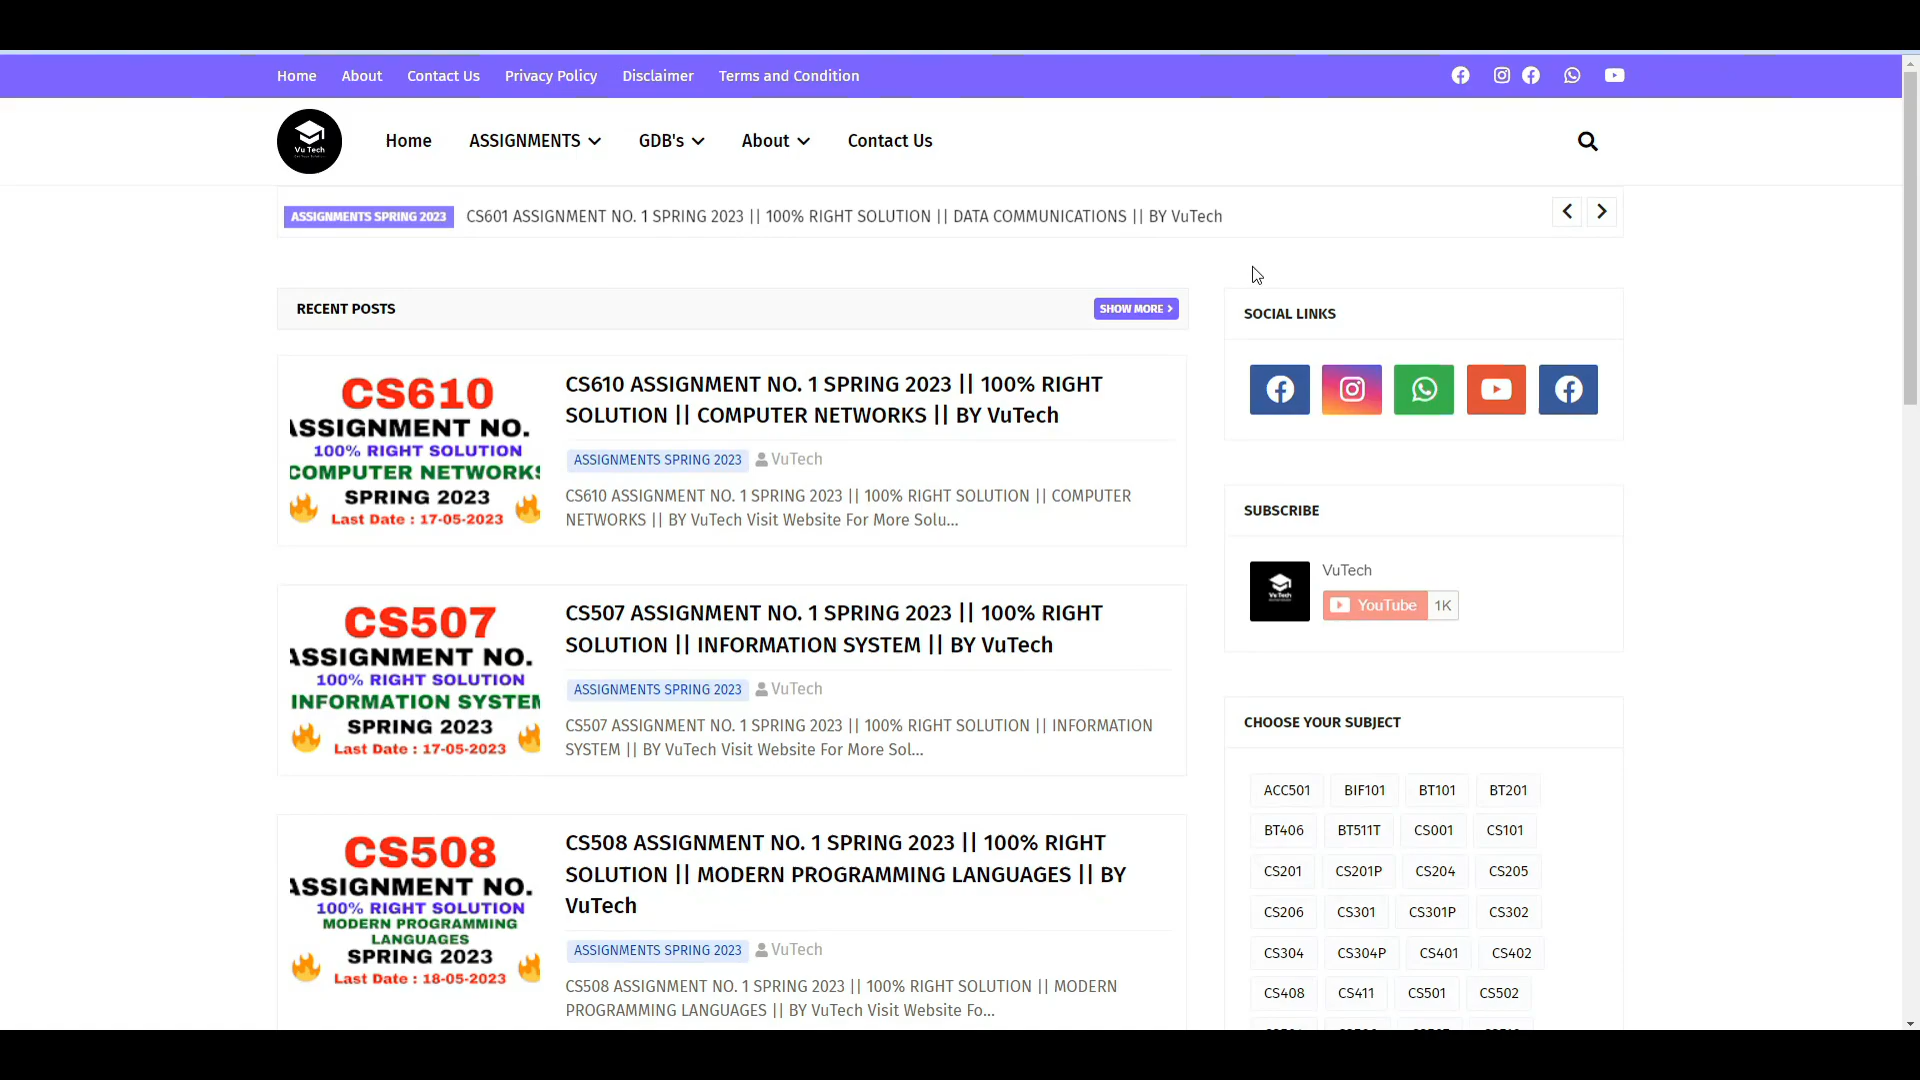 Home About Contact Us Privacy Policy Disclaimer Terms and Condition
Vu Tech
Home ASSIGNMENTS GDB's About Contact Us
ASSIGNMENTS SPRING 2023 CS601 ASSIGNMENT NO. 1 SPRING 2023 || 100% RIGHT SOLUTION || DATA COMMUNICATIONS || BY VuTech
RECENT POSTS SHOW MORE
CS610
ASSIGNMENT NO.
100% RIGHT SOLUTION
COMPUTER NETWORKS
SPRING 2023
Last Date : 17-05-2023
CS610 ASSIGNMENT NO. 1 SPRING 2023 || 100% RIGHT
SOLUTION || COMPUTER NETWORKS || BY VuTech
ASSIGNMENTS SPRING 2023 VuTech
CS610 ASSIGNMENT NO. 1 SPRING 2023 || 100% RIGHT SOLUTION || COMPUTER
NETWORKS || BY VuTech Visit Website For More Solu...
CS507
ASSIGNMENT NO.
100% RIGHT SOLUTION
INFORMATION SYSTEM
SPRING 2023
Last Date : 17-05-2023
CS507 ASSIGNMENT NO. 1 SPRING 2023 || 100% RIGHT
SOLUTION || INFORMATION SYSTEM || BY VuTech
ASSIGNMENTS SPRING 2023 VuTech
CS507 ASSIGNMENT NO. 1 SPRING 2023 || 100% RIGHT SOLUTION || INFORMATION
SYSTEM || BY VuTech Visit Website For More Sol...
CS508
ASSIGNMENT NO.
100% RIGHT SOLUTION
MODERN PROGRAMMING
LANGUAGES
SPRING 2023
Last Date : 18-05-2023
CS508 ASSIGNMENT NO. 1 SPRING 2023 || 100% RIGHT
SOLUTION || MODERN PROGRAMMING LANGUAGES || BY
VuTech
ASSIGNMENTS SPRING 2023 VuTech
CS508 ASSIGNMENT NO. 1 SPRING 2023 || 100% RIGHT SOLUTION || MODERN
PROGRAMMING LANGUAGES || BY VuTech Visit Website Fo...
SOCIAL LINKS
SUBSCRIBE
Vu Tech
VuTech
YouTube 1K
CHOOSE YOUR SUBJECT
ACC501 BIF101 BT101 BT201
BT406 BT511T CS001 CS101
CS201 CS201P CS204 CS205
CS206 CS301 CS301P CS302
CS304 CS304P CS401 CS402
CS408 CS411 CS501 CS502